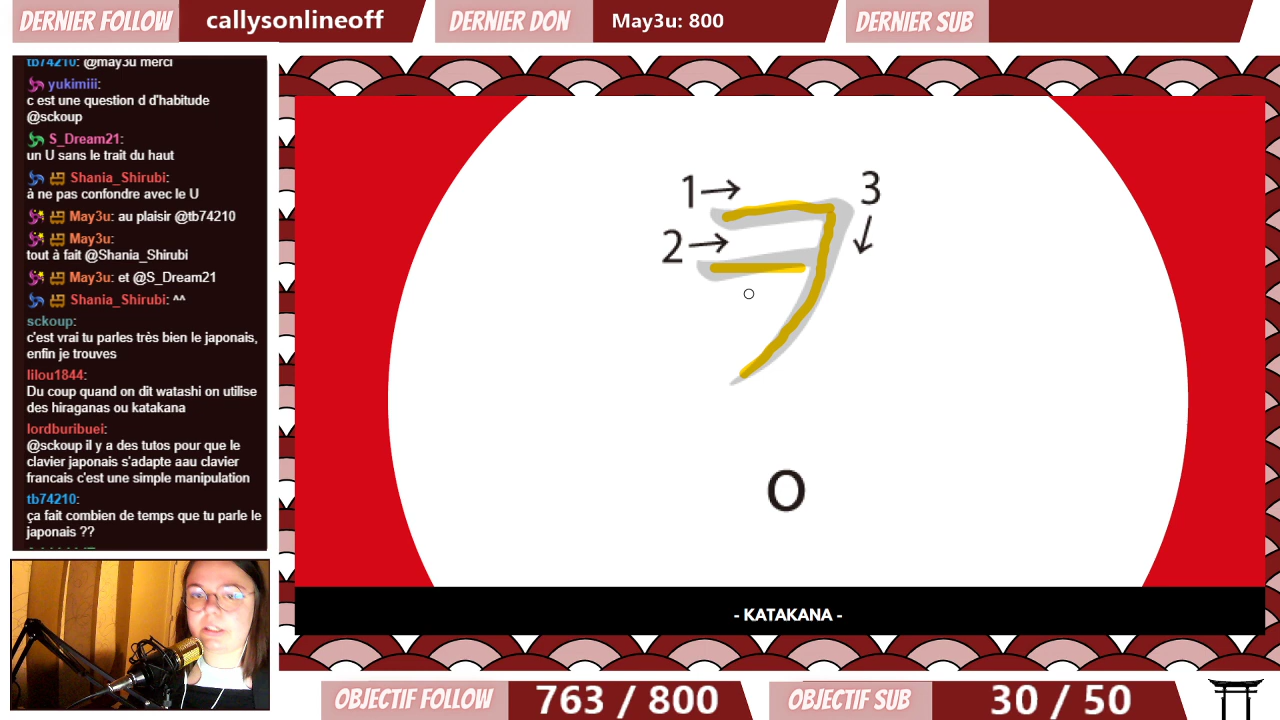 DERNIER FOLLOW callysonlineoff DERNIER DON May3u: 800 DERNIER SUB
tb74210: @may3u merci
yukimiii:
c est une question d d'habitude
@sckoup
S_Dream21:
un U sans le trait du haut
Shania_Shirubi:
à ne pas confondre avec le U
May3u: au plaisir @tb74210
May3u:
tout à fait @Shania_Shirubi
May3u: et @S_Dream21
Shania_Shirubi: ^^
sckoup:
c'est vrai tu parles très bien le japonais,
enfin je trouves
lilou1844:
Du coup quand on dit watashi on utilise
des hiraganas ou katakana
lordburibuei:
@sckoup il y a des tutos pour que le
clavier japonais s'adapte aau clavier
francais c'est une simple manipulation
tb74210:
ça fait combien de temps que tu parle le
japonais ??
1→ 3
2→ ↓
ヲ
O
- KATAKANA -
OBJECTIF FOLLOW 763 / 800 OBJECTIF SUB 30 / 50